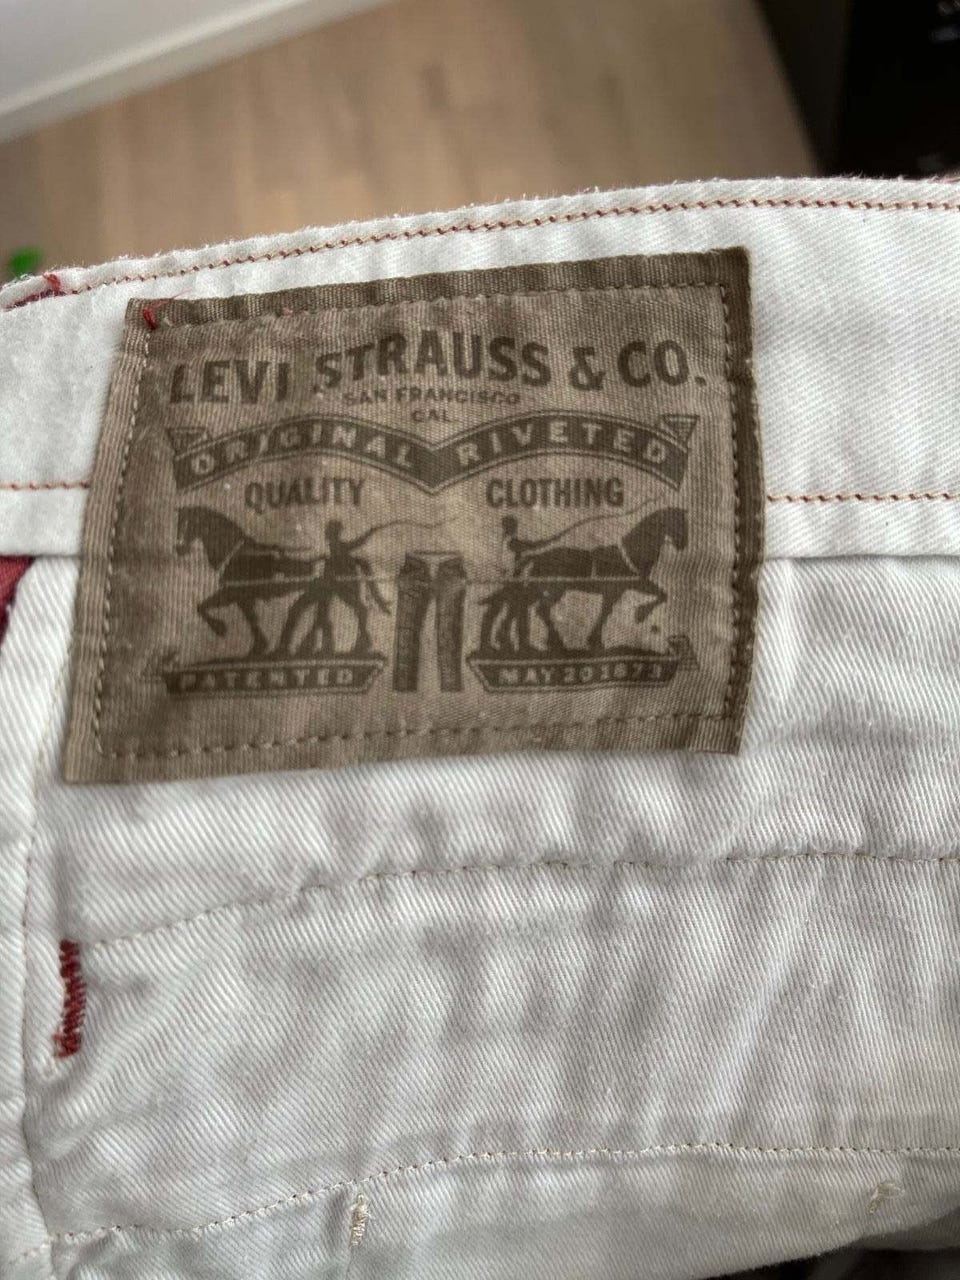 LEVI STRAUSS & CO.
SAN FRANCISCO
CAL
ORIGINAL RIVETED
QUALITY CLOTHING
PATENTED MAY 20 1873